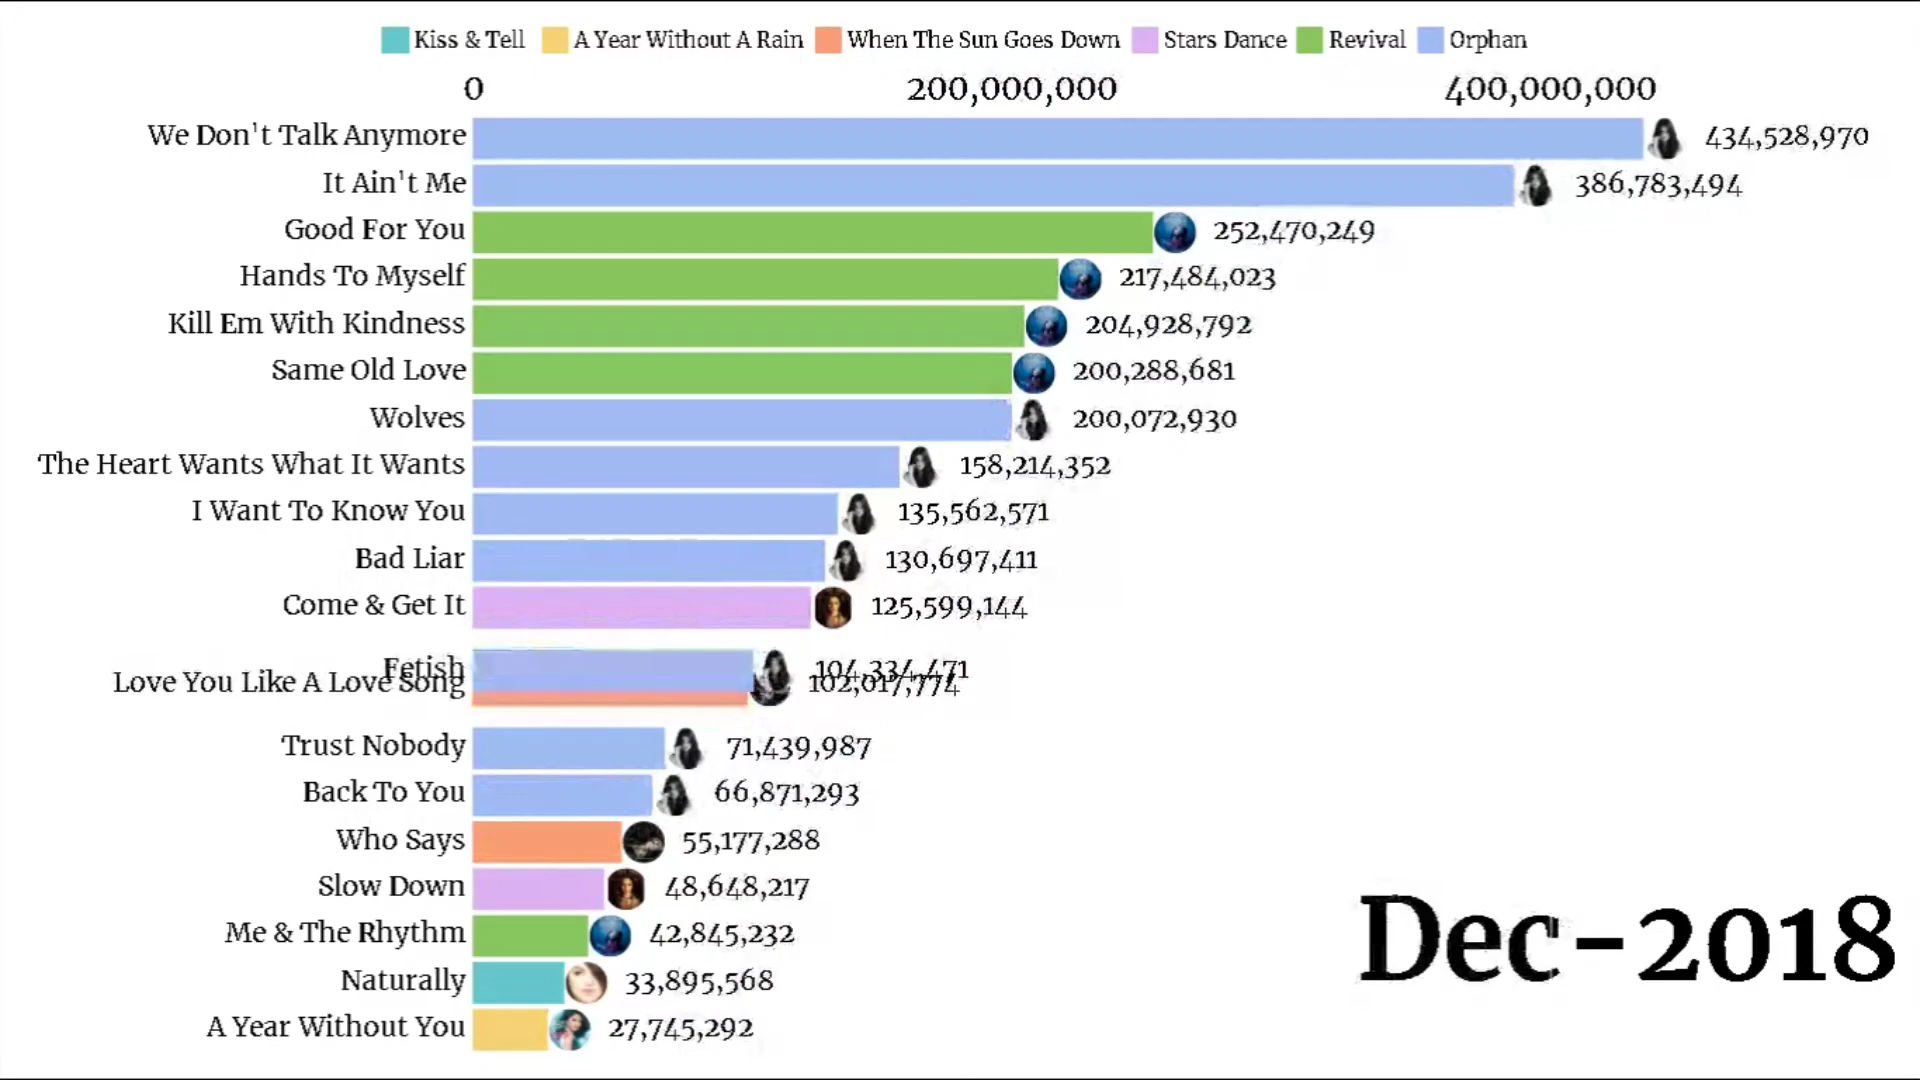 Kiss & Tell A Year Without A Rain When The Sun Goes Down Stars Dance Revival Orphan
0 200,000,000 400,000,000
We Don't Talk Anymore 434,528,970
It Ain't Me 386,783,494
Good For You 252,470,249
Hands To Myself 217,484,023
Kill Em With Kindness 204,928,792
Same Old Love 200,288,681
Wolves 200,072,930
The Heart Wants What It Wants 158,214,352
I Want To Know You 135,562,571
Bad Liar 130,697,411
Come & Get It 125,599,144
Fetish 104,334,471
Love You Like A Love Song 102,017,774
Trust Nobody 71,439,987
Back To You 66,871,293
Who Says 55,177,288
Slow Down 48,648,217
Me & The Rhythm 42,845,232
Naturally 33,895,568
A Year Without You 27,745,292
Dec-2018